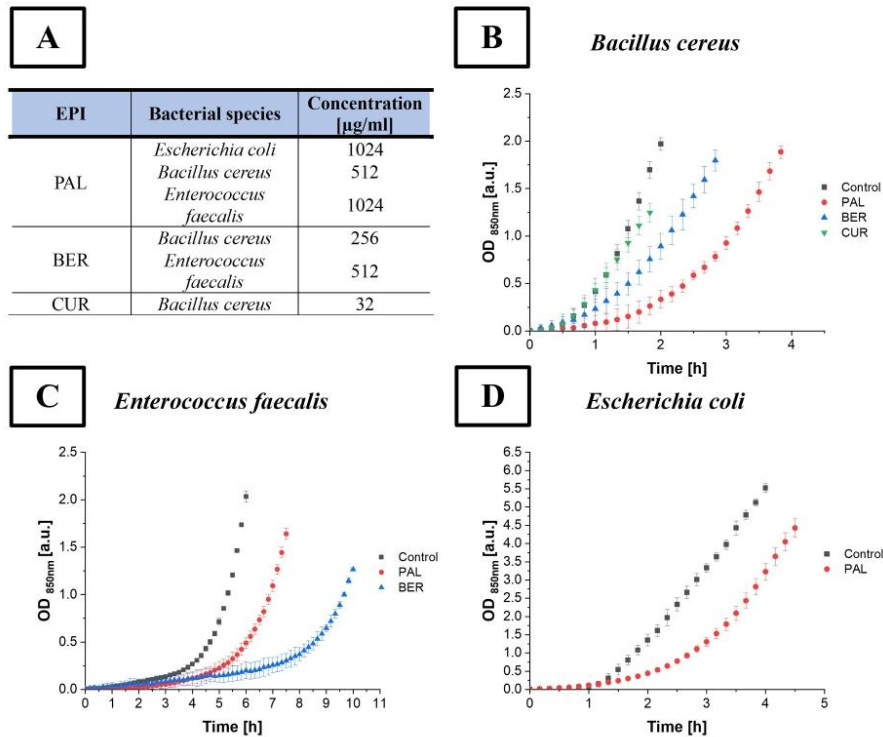 A
EPI Bacterial species Concentration
[µg/ml]
PAL
Escherichia coli 1024
Bacillus cereus 512
Enterococcus
faecalis 1024
BER
Bacillus cereus 256
Enterococcus
faecalis 512
CUR Bacillus cereus 32
B
Bacillus cereus
2.5
2.0
1.5
1.0
0.5
0.0
OD 850nm [a.u.]
0 1 2 3 4
Time [h]
Control
PAL
BER
CUR
C
Enterococcus faecalis
2.5
2.0
1.5
1.0
0.5
0.0
OD 850nm [a.u.]
0 1 2 3 4 5 6 7 8 9 10 11
Time [h]
Control
PAL
BER
D
Escherichia coli
6.5
6.0
5.5
5.0
4.5
4.0
3.5
3.0
2.5
2.0
1.5
1.0
0.5
0.0
OD 850nm [a.u.]
0 1 2 3 4 5
Time [h]
Control
PAL